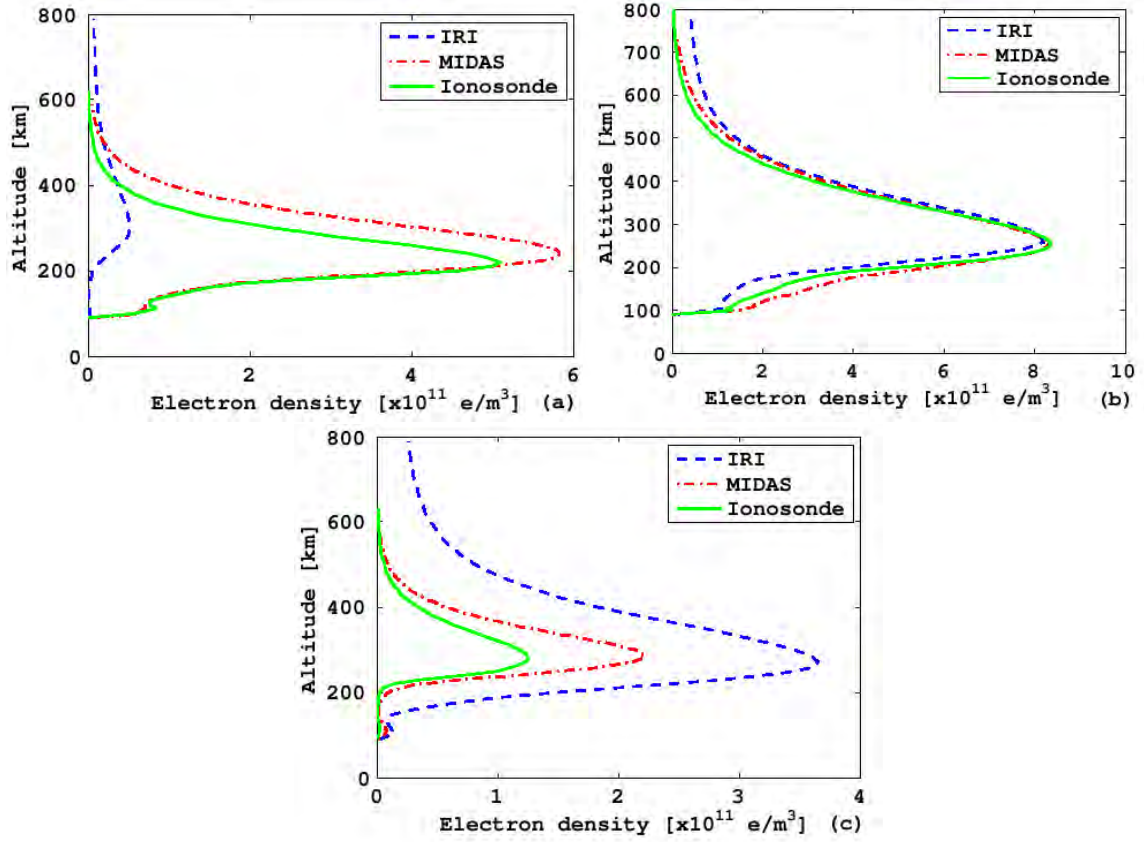 800
600
400
200
0
Altitude [km]
IRI
MIDAS
Ionosonde
0 2 4 6
Electron density [x10¹¹ e/m³] (a)
800
700
600
500
400
300
200
100
0
Altitude [km]
IRI
MIDAS
Ionosonde
0 2 4 6 8 10
Electron density [x10¹¹ e/m³] (b)
800
600
400
200
0
Altitude [km]
IRI
MIDAS
Ionosonde
0 1 2 3 4
Electron density [x10¹¹ e/m³] (c)